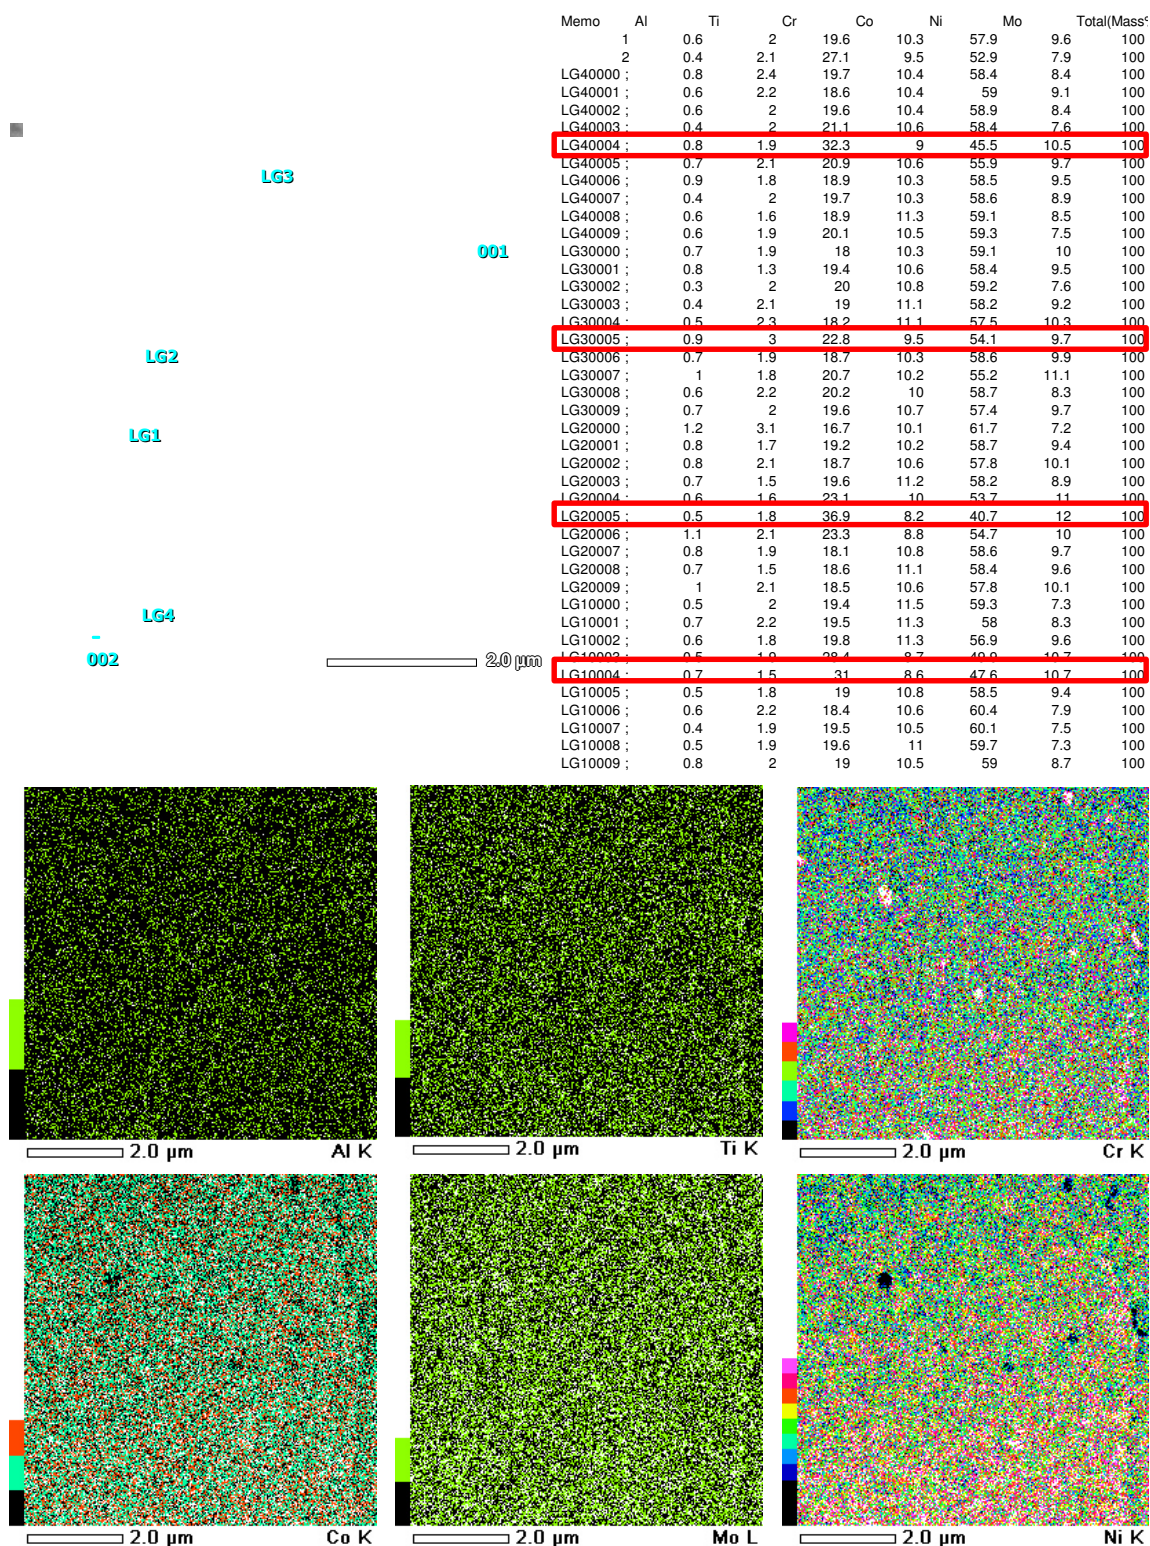 Memo Al Ti Cr Co Ni Mo Total(Mass%
1 0.6 2 19.6 10.3 57.9 9.6 100
2 0.4 2.1 27.1 9.5 52.9 7.9 100
LG40000 ; 0.8 2.4 19.7 10.4 58.4 8.4 100
LG40001 ; 0.6 2.2 18.6 10.4 59 9.1 100
LG40002 ; 0.6 2 19.6 10.4 58.9 8.4 100
LG40003 ; 0.4 2 21.1 10.6 58.4 7.6 100
LG40004 ; 0.8 1.9 32.3 9 45.5 10.5 100
LG40005 ; 0.7 2.1 20.9 10.6 55.9 9.7 100
LG40006 ; 0.9 1.8 18.9 10.3 58.5 9.5 100
LG40007 ; 0.4 2 19.7 10.3 58.6 8.9 100
LG40008 ; 0.6 1.6 18.9 11.3 59.1 8.5 100
LG40009 ; 0.6 1.9 20.1 10.5 59.3 7.5 100
LG30000 ; 0.7 1.9 18 10.3 59.1 10 100
LG30001 ; 0.8 1.3 19.4 10.6 58.4 9.5 100
LG30002 ; 0.3 2 20 10.8 59.2 7.6 100
LG30003 ; 0.4 2.1 19 11.1 58.2 9.2 100
LG30004 ; 0.5 2.3 18.2 11.1 57.5 10.3 100
LG30005 ; 0.9 3 22.8 9.5 54.1 9.7 100
LG30006 ; 0.7 1.9 18.7 10.3 58.6 9.9 100
LG30007 ; 1 1.8 20.7 10.2 55.2 11.1 100
LG30008 ; 0.6 2.2 20.2 10 58.7 8.3 100
LG30009 ; 0.7 2 19.6 10.7 57.4 9.7 100
LG20000 ; 1.2 3.1 16.7 10.1 61.7 7.2 100
LG20001 ; 0.8 1.7 19.2 10.2 58.7 9.4 100
LG20002 ; 0.8 2.1 18.7 10.6 57.8 10.1 100
LG20003 ; 0.7 1.5 19.6 11.2 58.2 8.9 100
LG20004 ; 0.6 1.6 23.1 10 53.7 11 100
LG20005 ; 0.5 1.8 36.9 8.2 40.7 12 100
LG20006 ; 1.1 2.1 23.3 8.8 54.7 10 100
LG20007 ; 0.8 1.9 18.1 10.8 58.6 9.7 100
LG20008 ; 0.7 1.5 18.6 11.1 58.4 9.6 100
LG20009 ; 1 2.1 18.5 10.6 57.8 10.1 100
LG10000 ; 0.5 2 19.4 11.5 59.3 7.3 100
LG10001 ; 0.7 2.2 19.5 11.3 58 8.3 100
LG10002 ; 0.6 1.8 19.8 11.3 56.9 9.6 100
LG10003 ; 0.5 1.9 28.4 8.7 49.9 10.7 100
LG10004 ; 0.7 1.5 31 8.6 47.6 10.7 100
LG10005 ; 0.5 1.8 19 10.8 58.5 9.4 100
LG10006 ; 0.6 2.2 18.4 10.6 60.4 7.9 100
LG10007 ; 0.4 1.9 19.5 10.5 60.1 7.5 100
LG10008 ; 0.5 1.9 19.6 11 59.7 7.3 100
LG10009 ; 0.8 2 19 10.5 59 8.7 100
LG3
001
LG2
LG1
LG4
002
2.0 μm
2.0 μm Al K
2.0 μm Ti K
2.0 μm Cr K
2.0 μm Co K
2.0 μm Mo L
2.0 μm Ni K